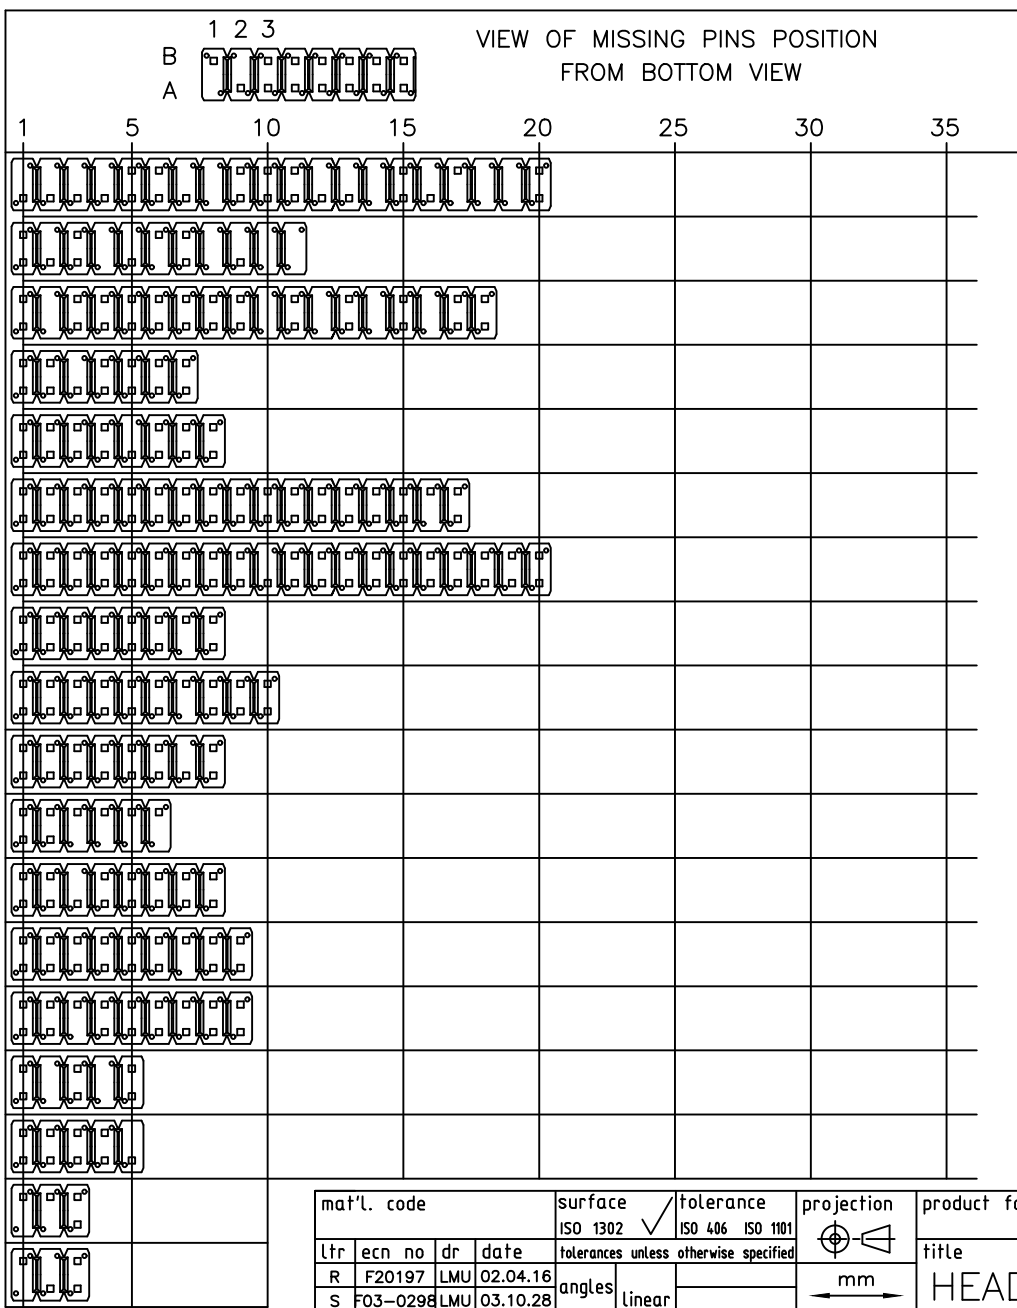 1 2 3
B
A
VIEW OF MISSING PINS POSITION
FROM BOTTOM VIEW
1 5 10 15 20 25 30 35
mat'l. code
surface
ISO 1302
tolerance
ISO 406 ISO 1101
projection
product fa
ltr ecn no dr date
tolerances unless otherwise specified
title
R F20197 LMU 02.04.16
S F03-0298 LMU 03.10.28
angles
linear
mm
HEAD